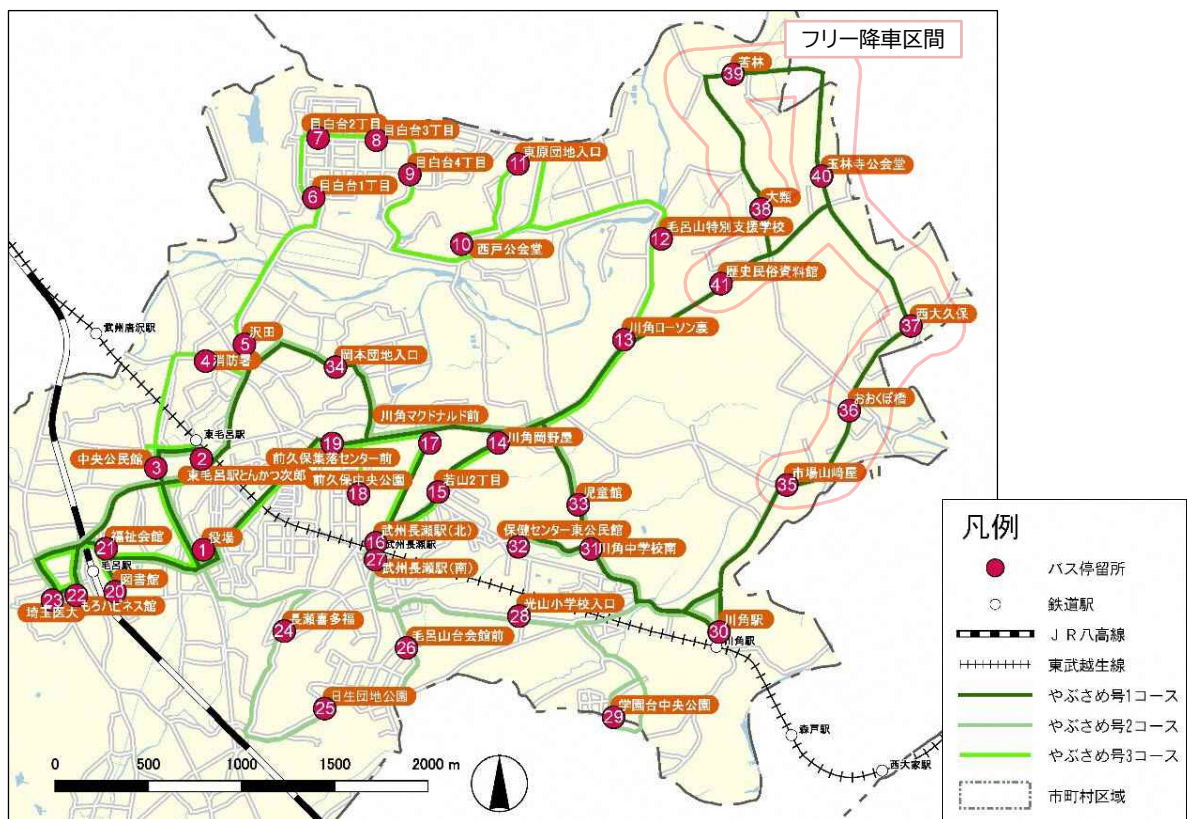 フリー降車区間
苦林
39
目白台2丁目
7
8
目白台3丁目
東原団地入口
11
目白台4丁目
9
玉林寺公会堂
40
目白台1丁目
6
大類
38
毛呂山特別支援学校
12
10
西戸公会堂
歴史民俗資料館
41
武州唐沢駅
沢田
5
川角ローソン裏
13
西大久保
37
4
消防署
岡本団地入口
34
おおくぼ橋
36
川角マクドナルド前
東毛呂駅
19
17
14
川角岡野屋
中央公民館
3
2
前久保集落センター前
東毛呂駅とんかつ次郎
市場山崎屋
35
前久保中央公園
18
若山2丁目
15
児童館
33
凡例
福祉会館
21
役場
1
武州長瀬駅(北)
16
武州長瀬駅
保健センター東公民館
32
31
川角中学校南
27
武州長瀬駅(南)
毛呂駅
図書館
20
23
22
もろハピネス館
埼玉医大
光山小学校入口
28
長瀬喜多福
24
川角駅
30
川角駅
毛呂山台会館前
26
日生団地公園
25
学園台中央公園
29
森戸駅
西大家駅
0 500 1000 1500 2000 m
バス停留所
鉄道駅
JR八高線
東武越生線
やぶさめ号1コース
やぶさめ号2コース
やぶさめ号3コース
市町村区域